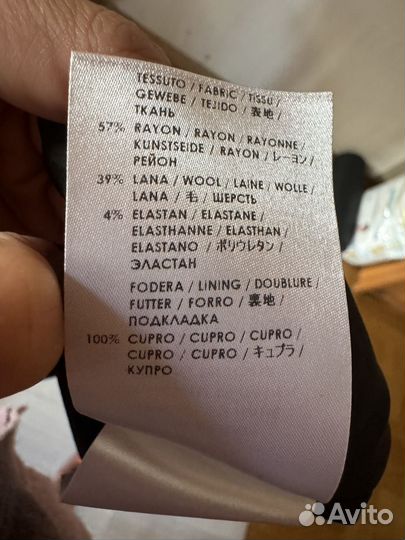 TESSUTO / FABRIC / TISSU /
GEWEBE / TEJIDO / 表地 /
ТКАНЬ
57% RAYON / RAYON / RAYONNE /
KUNSTSEIDE / RAYON / レーヨン /
РЕЙОН
39% LANA / WOOL / LAINE / WOLLE /
LANA / 毛 / ШЕРСТЬ
4% ELASTAN / ELASTANE /
ELASTHANNE / ELASTHAN /
ELASTANO / ポリウレタン /
ЭЛАСТАН
FODERA / LINING / DOUBLURE /
FUTTER / FORRO / 裏地 /
ПОДКЛАДКА
100% CUPRO / CUPRO / CUPRO /
CUPRO / CUPRO / キュプラ /
КУПРО
Avito